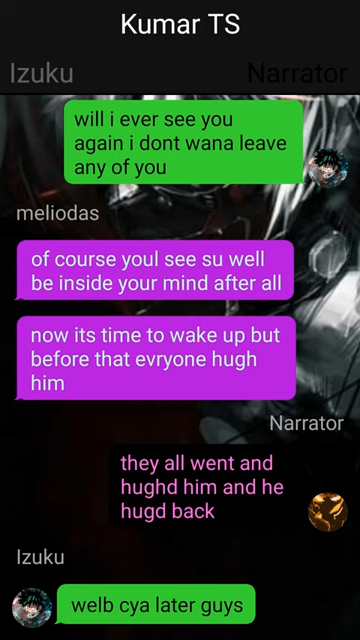 Kumar TS
Izuku
Narrator
will i ever see you
again i dont wana leave
any of you
meliodas
of course youl see su well
be inside your mind after all
now its time to wake up but
before that evryone hugh
him
Narrator
they all went and
hughd him and he
hugd back
Izuku
welb cya later guys